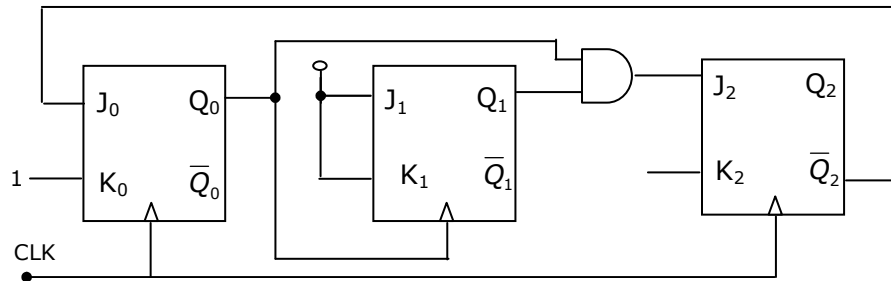 J₀ Q₀ J₁ Q₁ J₂ Q₂
1 K₀ Q̅₀ K₁ Q̅₁ K₂ Q̅₂
CLK